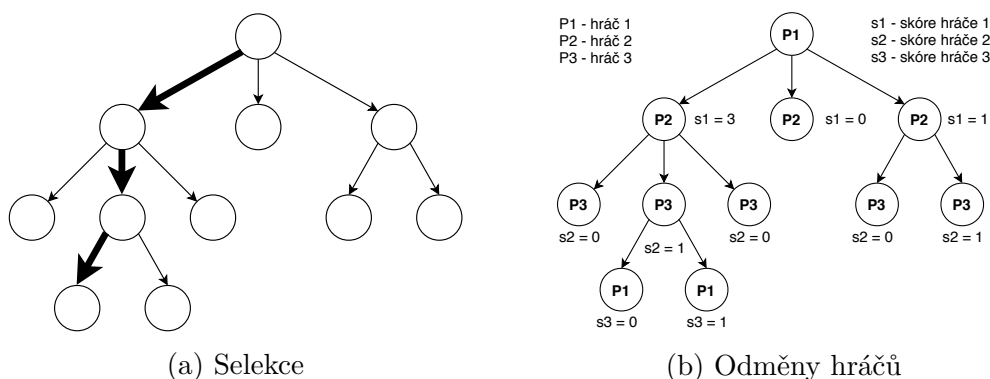 P1 - hráč 1
P2 - hráč 2
P3 - hráč 3
s1 - skóre hráče 1
s2 - skóre hráče 2
s3 - skóre hráče 3
P1
P2 s1 = 3 P2 s1 = 0 P2 s1 = 1
P3 P3 P3 P3 P3
s2 = 0 s2 = 1 s2 = 0 s2 = 0 s2 = 1
P1 P1
s3 = 0 s3 = 1
(a) Selekce
(b) Odměny hráčů